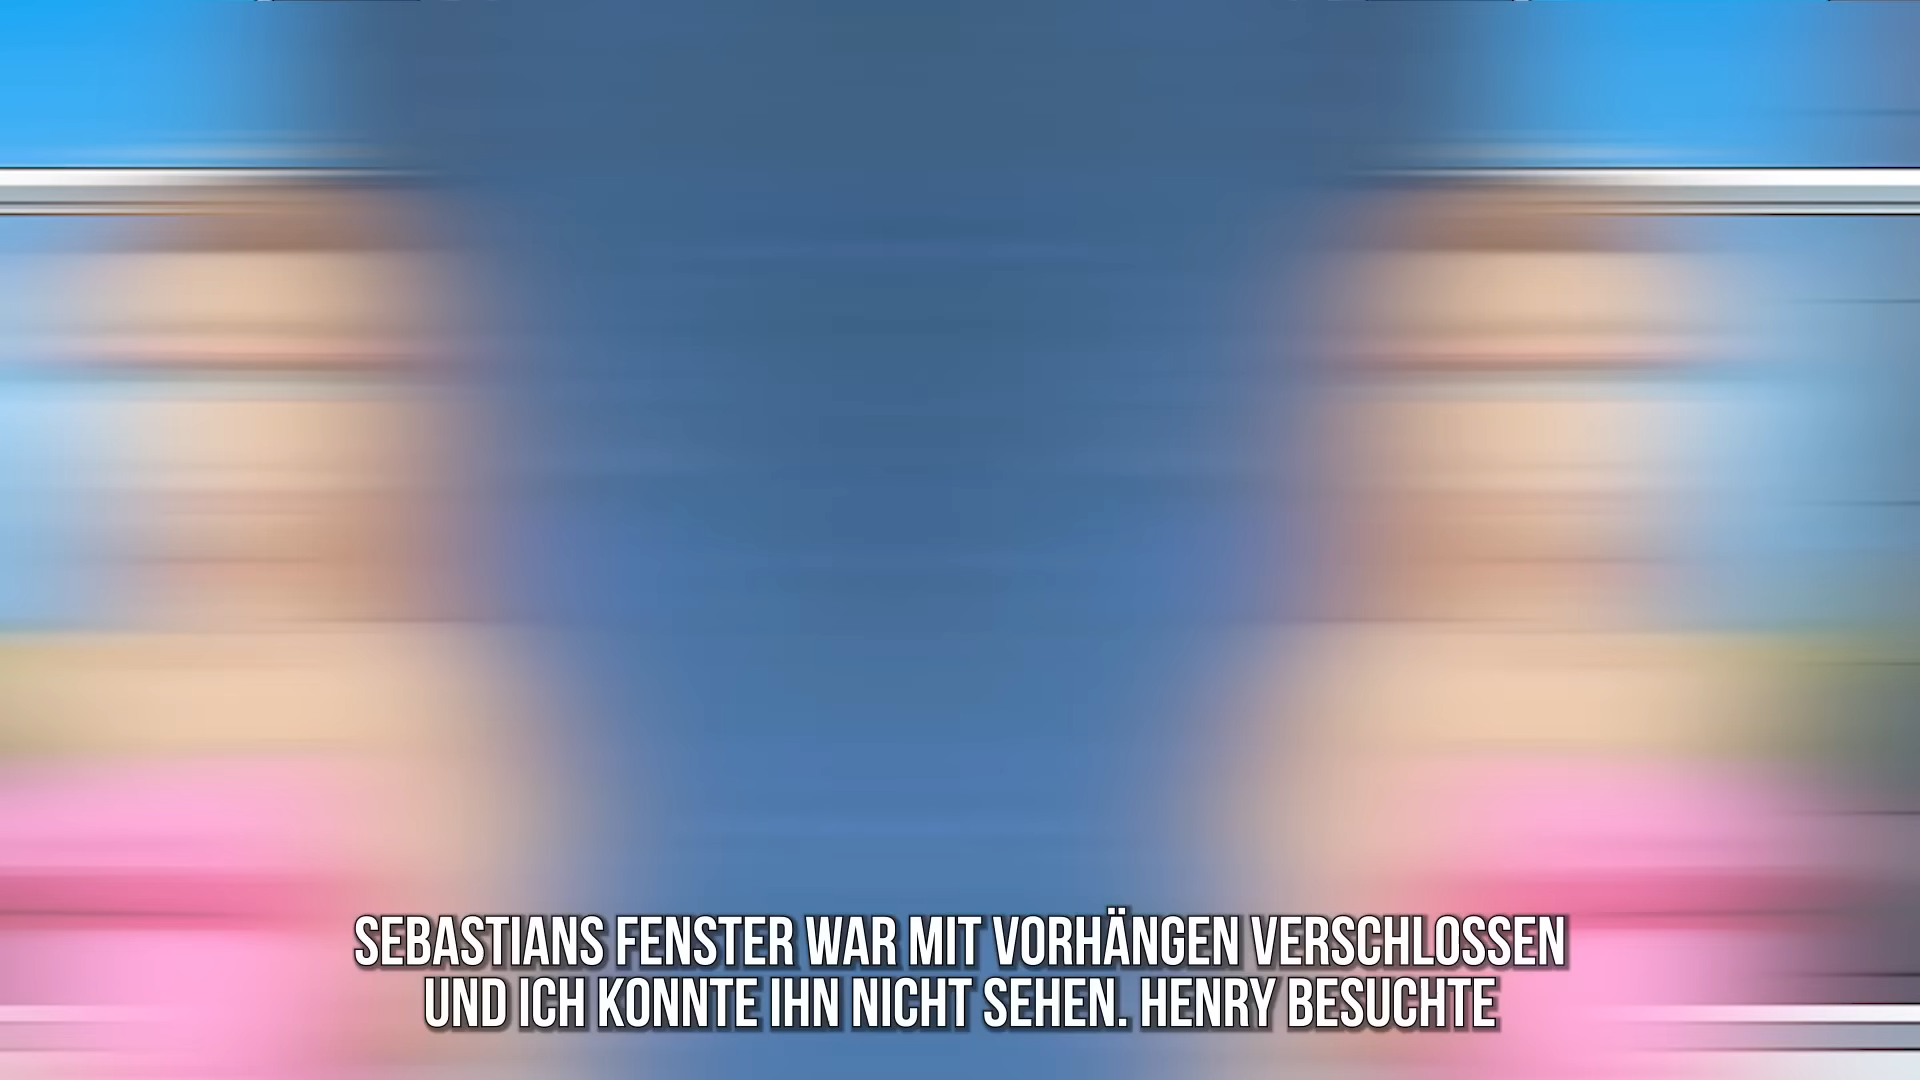 SEBASTIANS FENSTER WAR MIT VORHÄNGEN VERSCHLOSSEN
UND ICH KONNTE IHN NICHT SEHEN. HENRY BESUCHTE